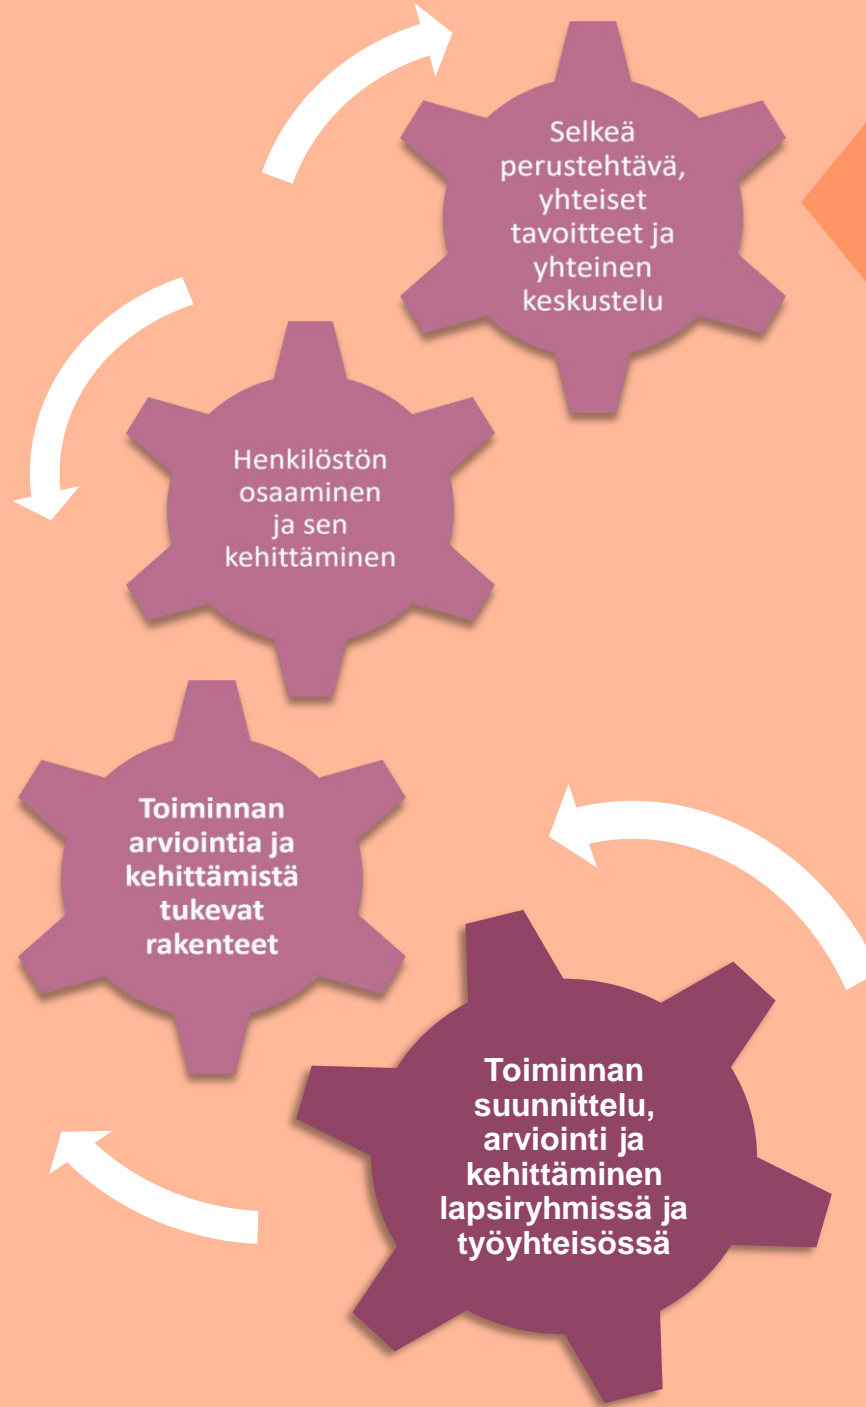 Selkeä
perustehtävä,
yhteiset
tavoitteet ja
yhteinen
keskustelu
Henkilöstön
osaaminen
ja sen
kehittäminen
Toiminnan
arviointia ja
kehittämistä
tukevat
rakenteet
Toiminnan
suunnittelu,
arviointi ja
kehittäminen
lapsiryhmissä ja
työyhteisössä